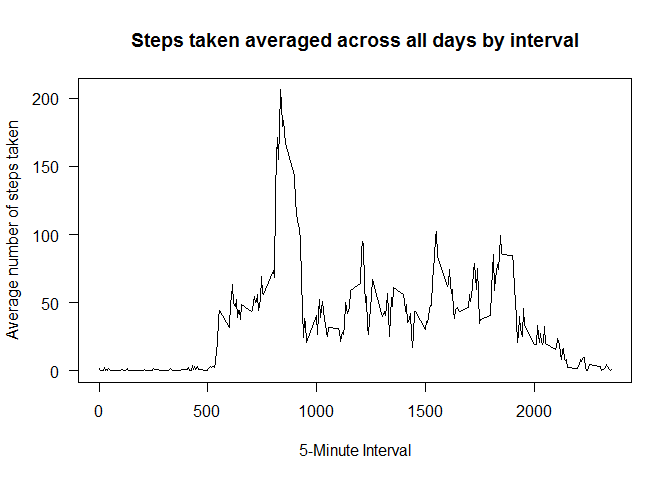 Steps taken averaged across all days by interval
Average number of steps taken
200
150
100
50
0
0 500 1000 1500 2000
5-Minute Interval